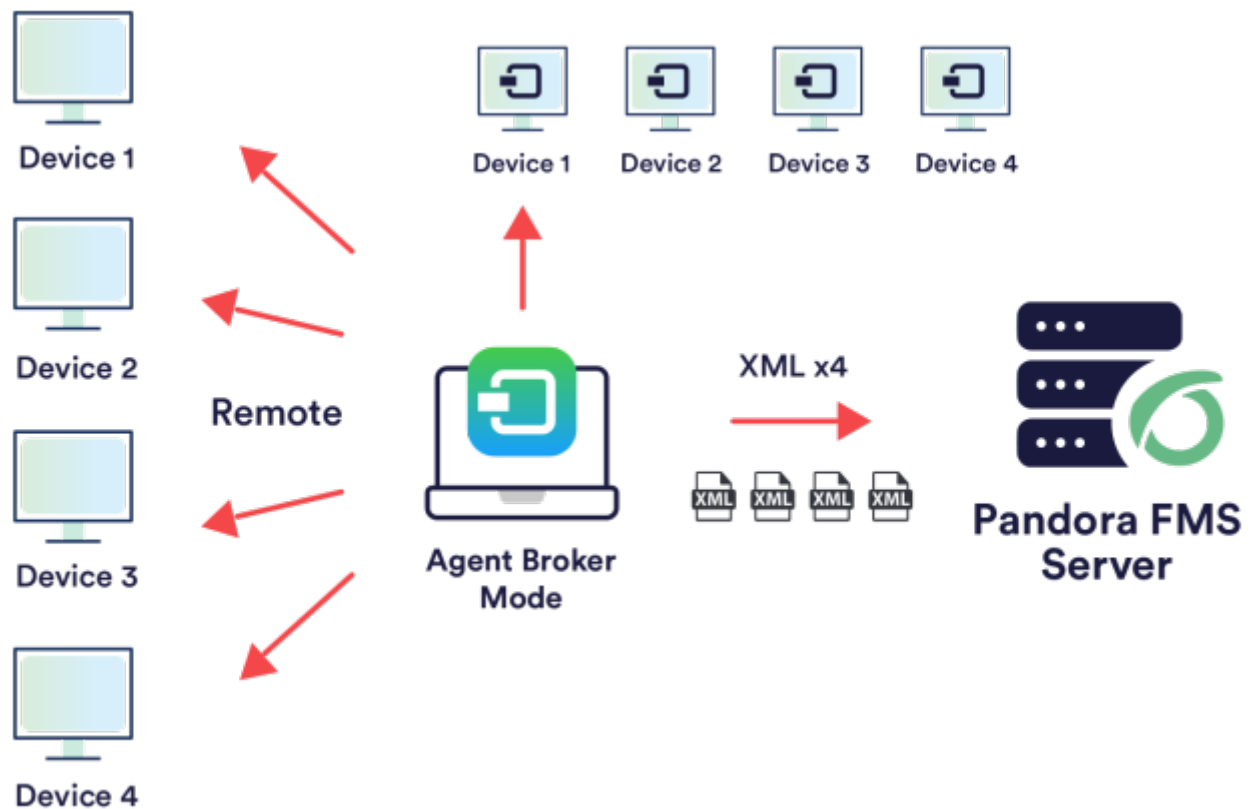 Device 1
Device 2
Device 3
Device 4
Device 1
Device 2
Device 3
Device 4
Remote
Agent Broker
Mode
XML x4
XML
XML
XML
XML
Pandora FMS
Server